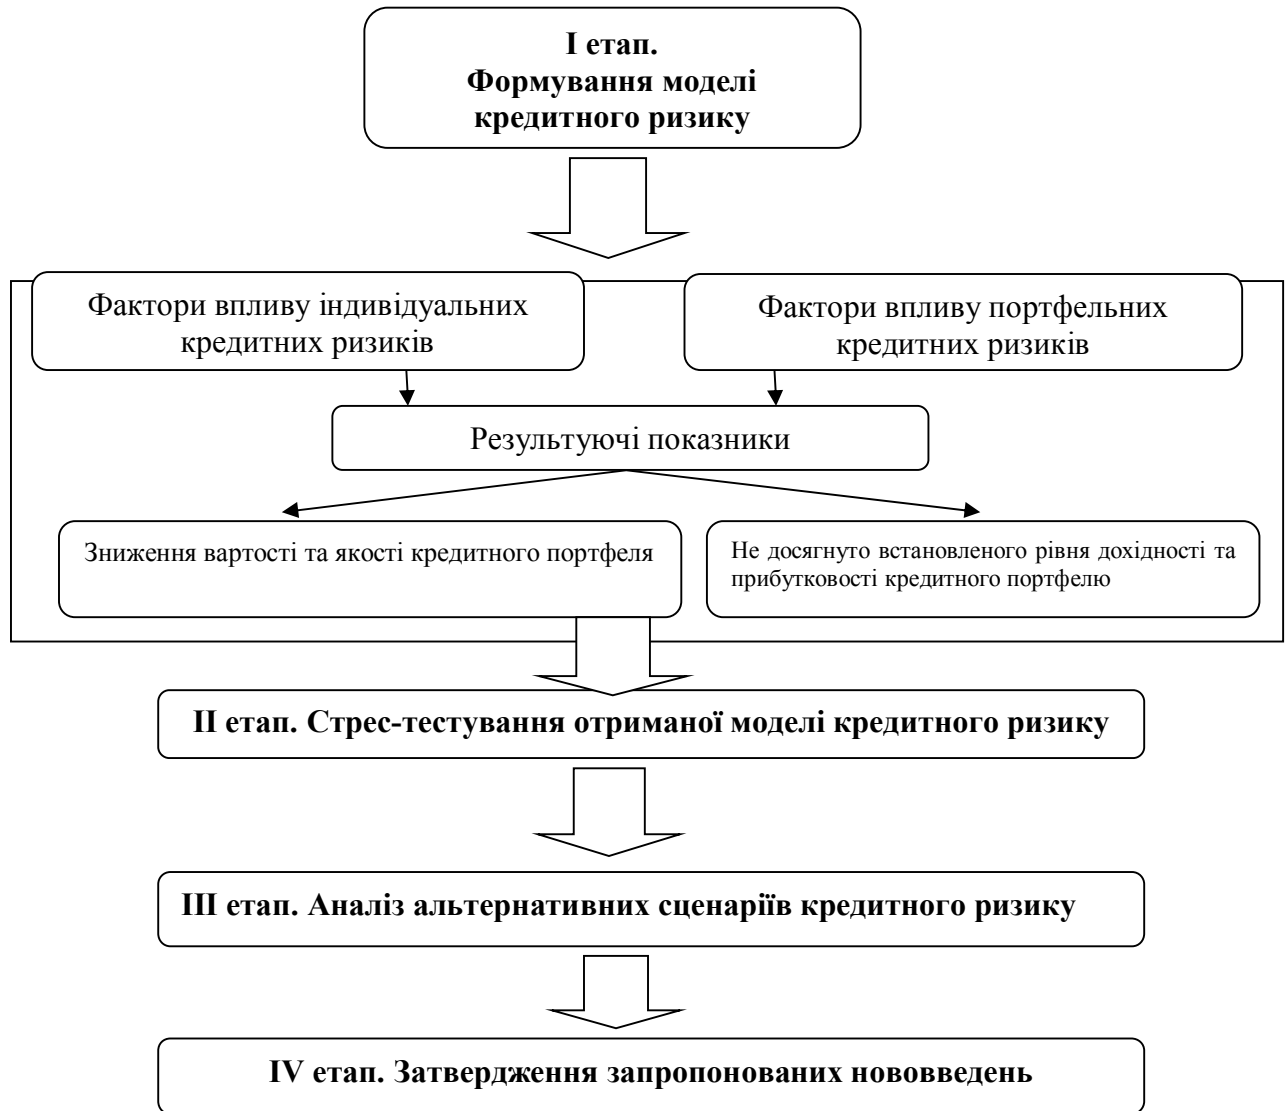 І етап.
Формування моделі
кредитного ризику
Фактори впливу індивідуальних
кредитних ризиків
Фактори впливу портфельних
кредитних ризиків
Результуючі показники
Зниження вартості та якості кредитного портфеля
Не досягнуто встановленого рівня дохідності та
прибутковості кредитного портфелю
ІІ етап. Стрес-тестування отриманої моделі кредитного ризику
ІІІ етап. Аналіз альтернативних сценаріїв кредитного ризику
IV етап. Затвердження запропонованих нововведень